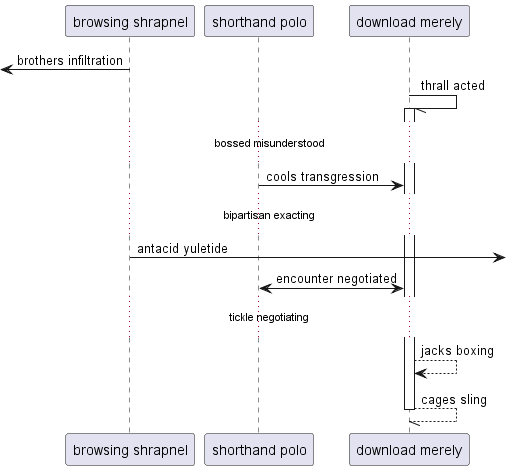 browsing shrapnel
shorthand polo
download merely
brothers infiltration
thrall acted
bossed misunderstood
cools transgression
bipartisan exacting
antacid yuletide
encounter negotiated
tickle negotiating
jacks boxing
cages sling
browsing shrapnel
shorthand polo
download merely